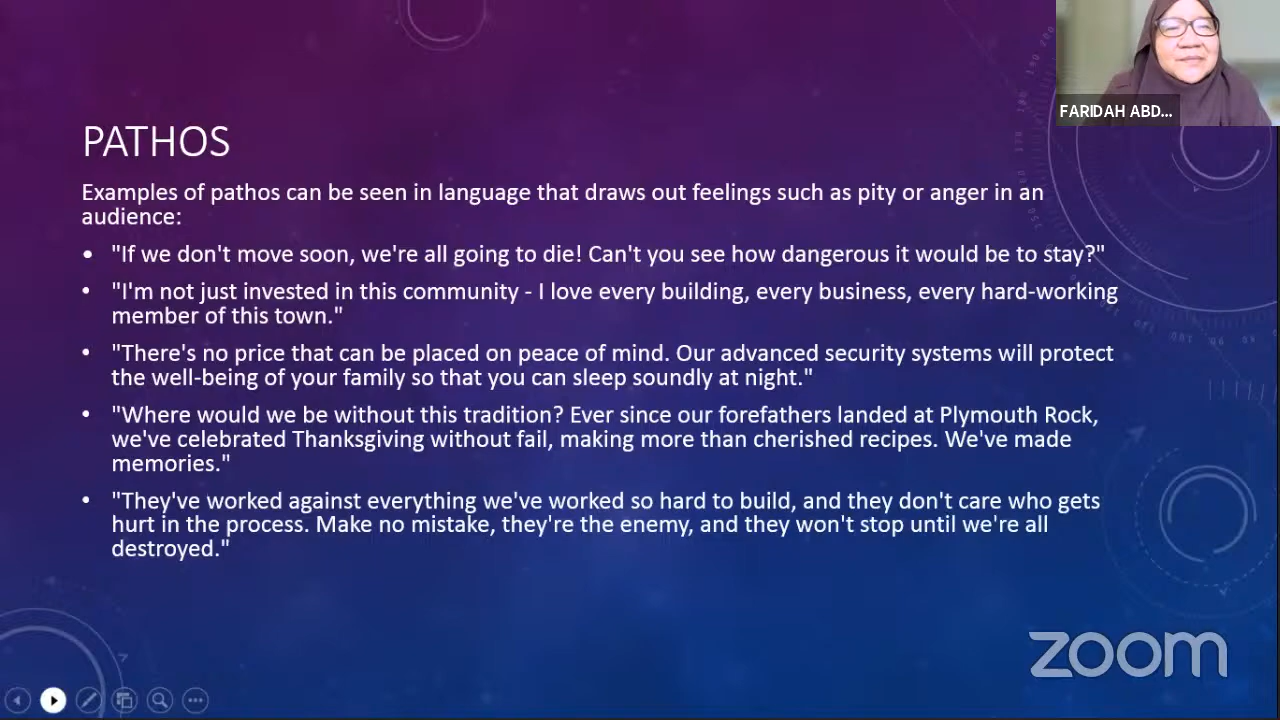 FARIDAH ABD...
PATHOS
Examples of pathos can be seen in language that draws out feelings such as pity or anger in an
audience:
• "If we don't move soon, we're all going to die! Can't you see how dangerous it would be to stay?"
• "I'm not just invested in this community - I love every building, every business, every hard-working
member of this town."
• "There's no price that can be placed on peace of mind. Our advanced security systems will protect
the well-being of your family so that you can sleep soundly at night."
• "Where would we be without this tradition? Ever since our forefathers landed at Plymouth Rock,
we've celebrated Thanksgiving without fail, making more than cherished recipes. We've made
memories."
• "They've worked against everything we've worked so hard to build, and they don't care who gets
hurt in the process. Make no mistake, they're the enemy, and they won't stop until we're all
destroyed."
zoom